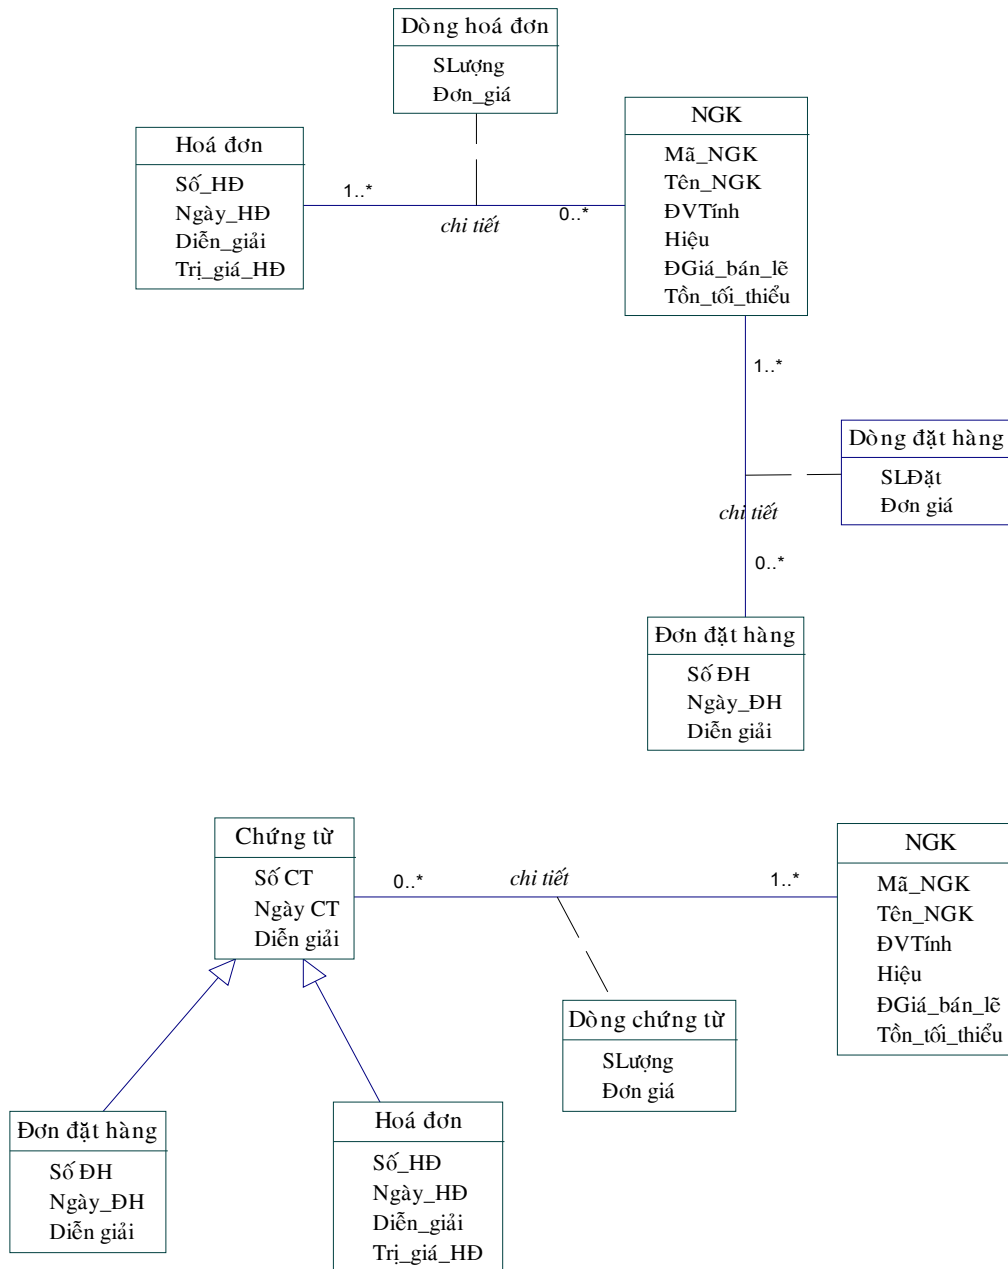 Dòng hoá đơn
SLượng
Đơn_giá
NGK
Mã_NGK
Tên_NGK
ĐVTính
Hiệu
ĐGiá_bán_lẽ
Tồn_tối_thiểu
Hoá đơn
Số_HĐ
Ngày_HĐ
Diễn_giải
Trị_giá_HĐ
1..*
0..*
chi tiết
1..*
Dòng đặt hàng
SLĐặt
Đơn giá
chi tiết
0..*
Đơn đặt hàng
Số ĐH
Ngày_ĐH
Diễn giải
Chứng từ
Số CT
Ngày CT
Diễn giải
0..*
chi tiết
1..*
NGK
Mã_NGK
Tên_NGK
ĐVTính
Hiệu
ĐGiá_bán_lẽ
Tồn_tối_thiểu
Dòng chứng từ
SLượng
Đơn giá
Đơn đặt hàng
Số ĐH
Ngày_ĐH
Diễn giải
Hoá đơn
Số_HĐ
Ngày_HĐ
Diễn_giải
Trị_giá_HĐ